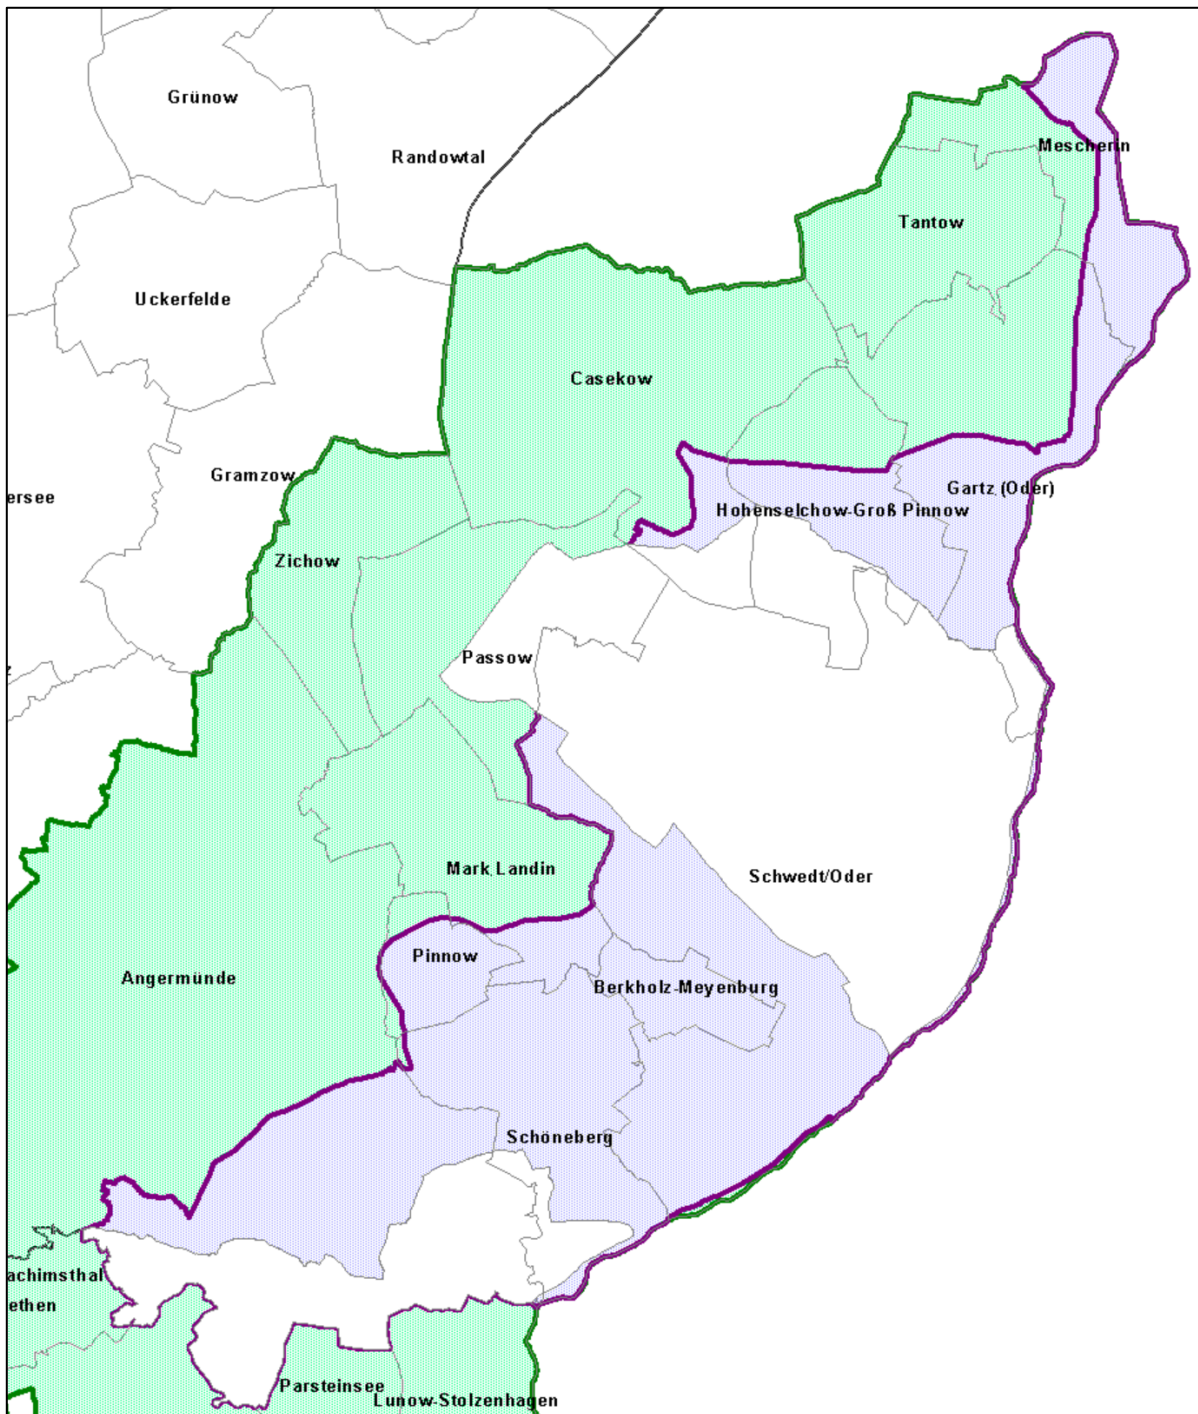 Grünow
Randowtal
Mescherin
Tantow
Uckerfelde
Casekow
Gramzow
ersee
Gartz (Oder)
Hohenselchow-Groß Pinnow
Zichow
Passow
Mark Landin
Schwedt/Oder
Pinnow
Angermünde
Berkholz-Meyenburg
Schöneberg
achimsthal
ethen
Parsteinsee
Lunow-Stolzenhagen